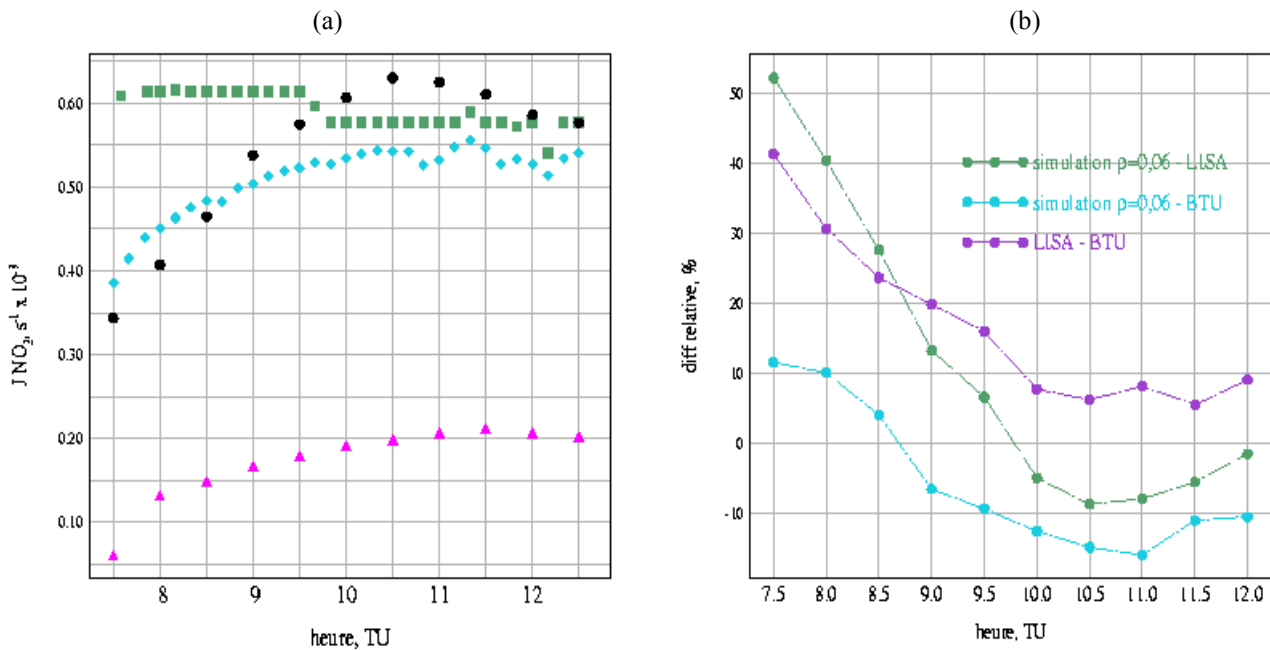 (a)
(b)
0.60
0.50
0.40
0.30
0.20
0.10
J NO₂, s⁻¹ x 10⁻³
8 9 10 11 12
heure, TU
50
40
30
20
10
0
-10
diff relative, %
simulation ρ=0,06 - LISA
simulation ρ=0,06 - BTU
LISA - BTU
7.5 8.0 8.5 9.0 9.5 10.0 10.5 11.0 11.5 12.0
heure, TU